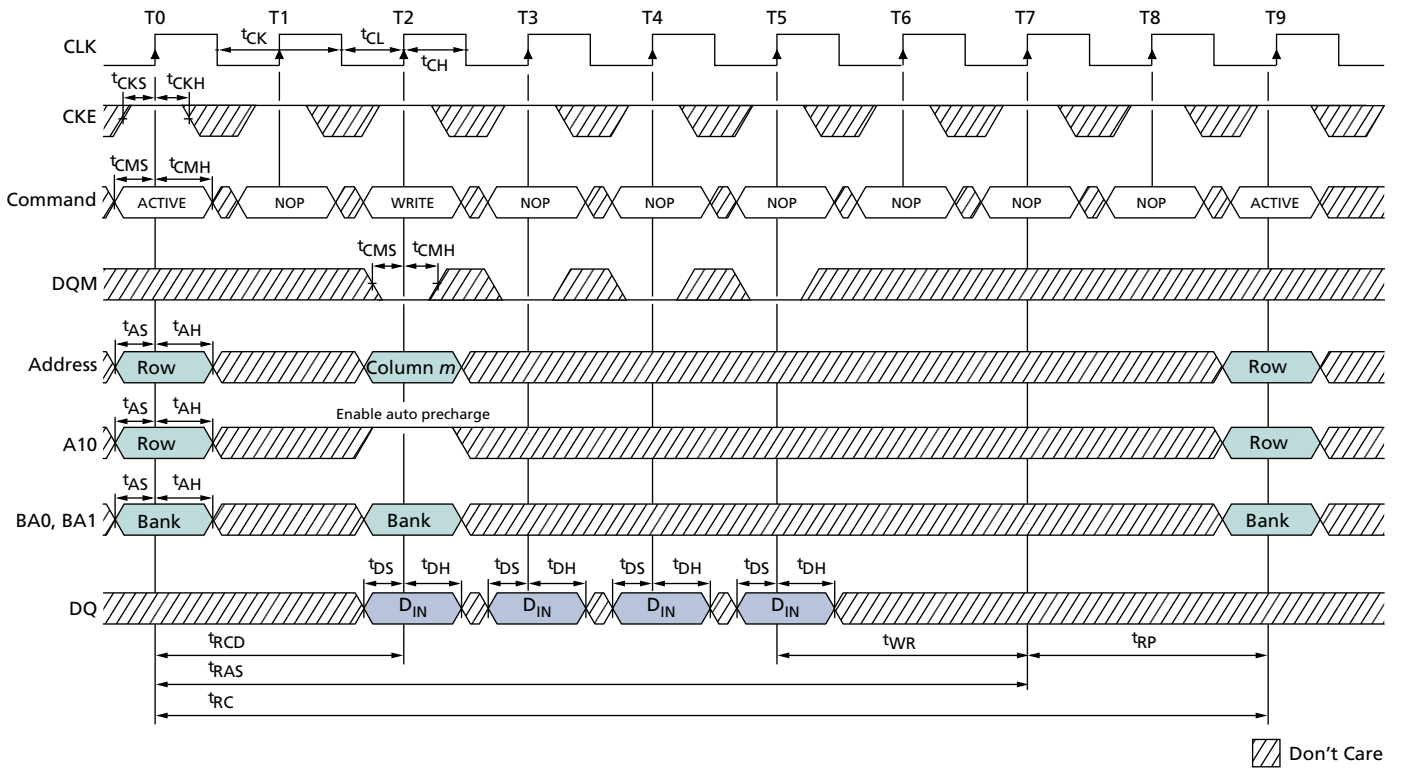 T0 T1 T2 T3 T4 T5 T6 T7 T8 T9
CLK tCK tCL tCH
tCKS tCKH
CKE
tCMS tCMH
Command ACTIVE NOP WRITE NOP NOP NOP NOP NOP NOP ACTIVE
tCMS tCMH
DQM
tAS tAH
Address Row Column m Row
tAS tAH Enable auto precharge
A10 Row Row
tAS tAH
BA0, BA1 Bank Bank Bank
tDS tDH tDS tDH tDS tDH tDS tDH
DQ DIN DIN DIN DIN
tRCD tWR tRP
tRAS
tRC
Don't Care